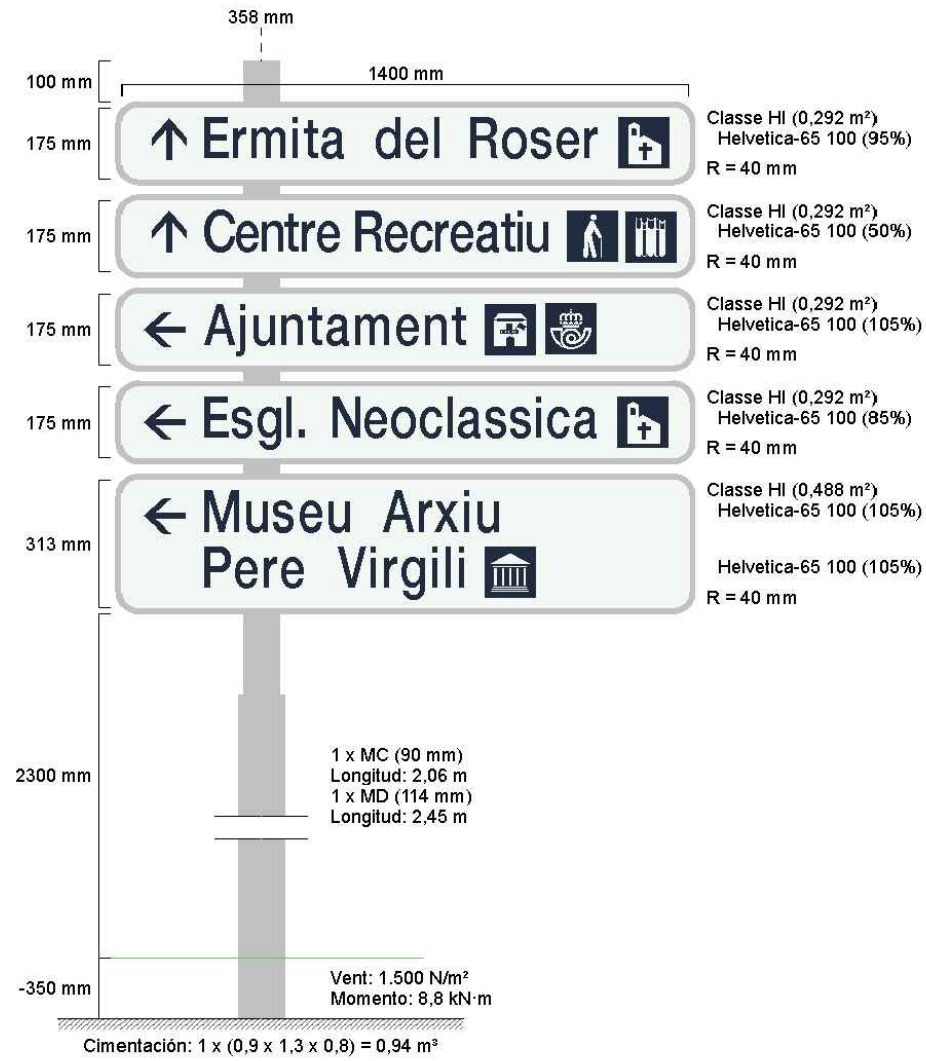 358 mm
100 mm
1400 mm
175 mm
Ermita del Roser
Classe HI (0,292 m²)
Helvetica-65 100 (95%)
R = 40 mm
175 mm
Centre Recreatiu
Classe HI (0,292 m²)
Helvetica-65 100 (50%)
R = 40 mm
175 mm
Ajuntament
Classe HI (0,292 m²)
Helvetica-65 100 (105%)
R = 40 mm
175 mm
Esgl. Neoclassica
Classe HI (0,292 m²)
Helvetica-65 100 (85%)
R = 40 mm
313 mm
Museu Arxiu
Pere Virgili
Classe HI (0,488 m²)
Helvetica-65 100 (105%)
Helvetica-65 100 (105%)
R = 40 mm
2300 mm
1 x MC (90 mm)
Longitud: 2,06 m
1 x MD (114 mm)
Longitud: 2,45 m
-350 mm
Vent: 1.500 N/m²
Momento: 8,8 kN·m
Cimentación: 1 x (0,9 x 1,3 x 0,8) = 0,94 m³